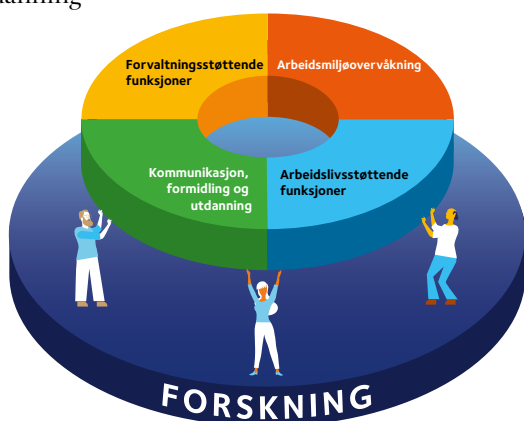 Forvaltningsstøttende
funksjoner
Arbeidsmiljøovervåkning
Kommunikasjon,
formidling og
utdanning
Arbeidslivsstøttende
funksjoner
FORSKNING